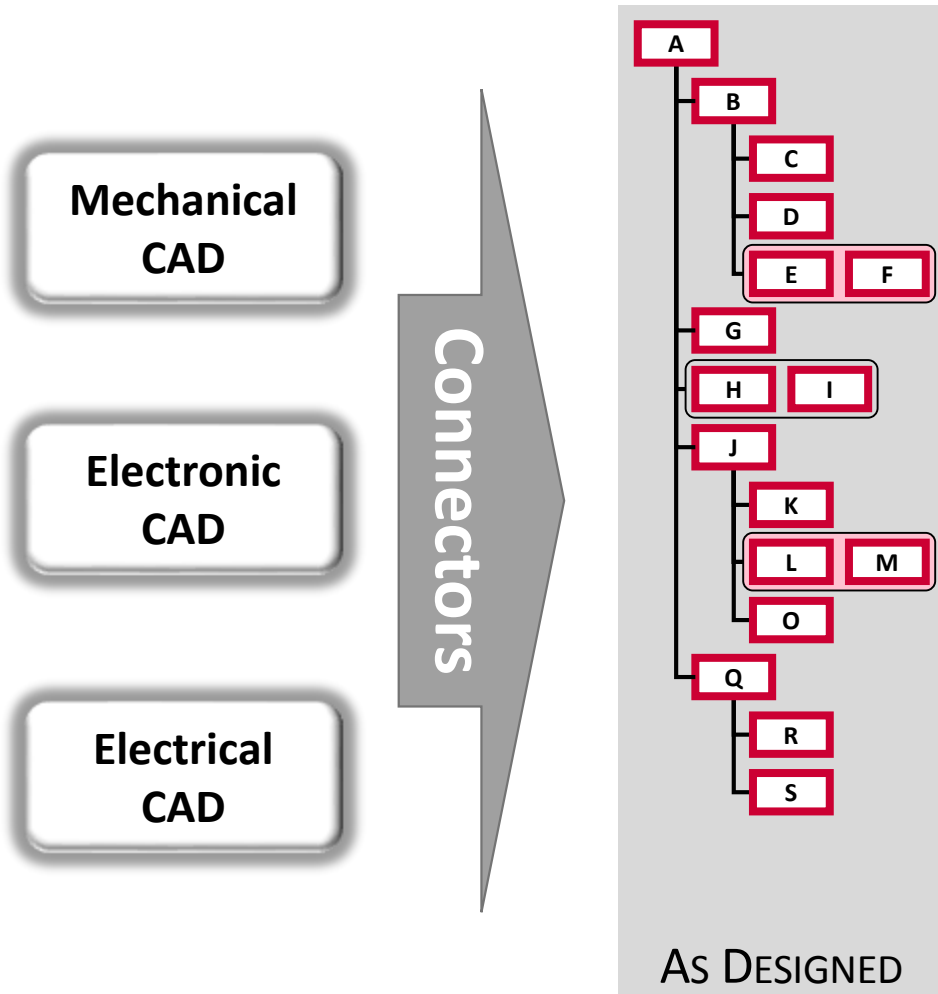 Mechanical
CAD
Electronic
CAD
Electrical
CAD
Connectors
A
B
C
D
E F
G
H I
J
K
L M
O
Q
R
S
AS DESIGNED